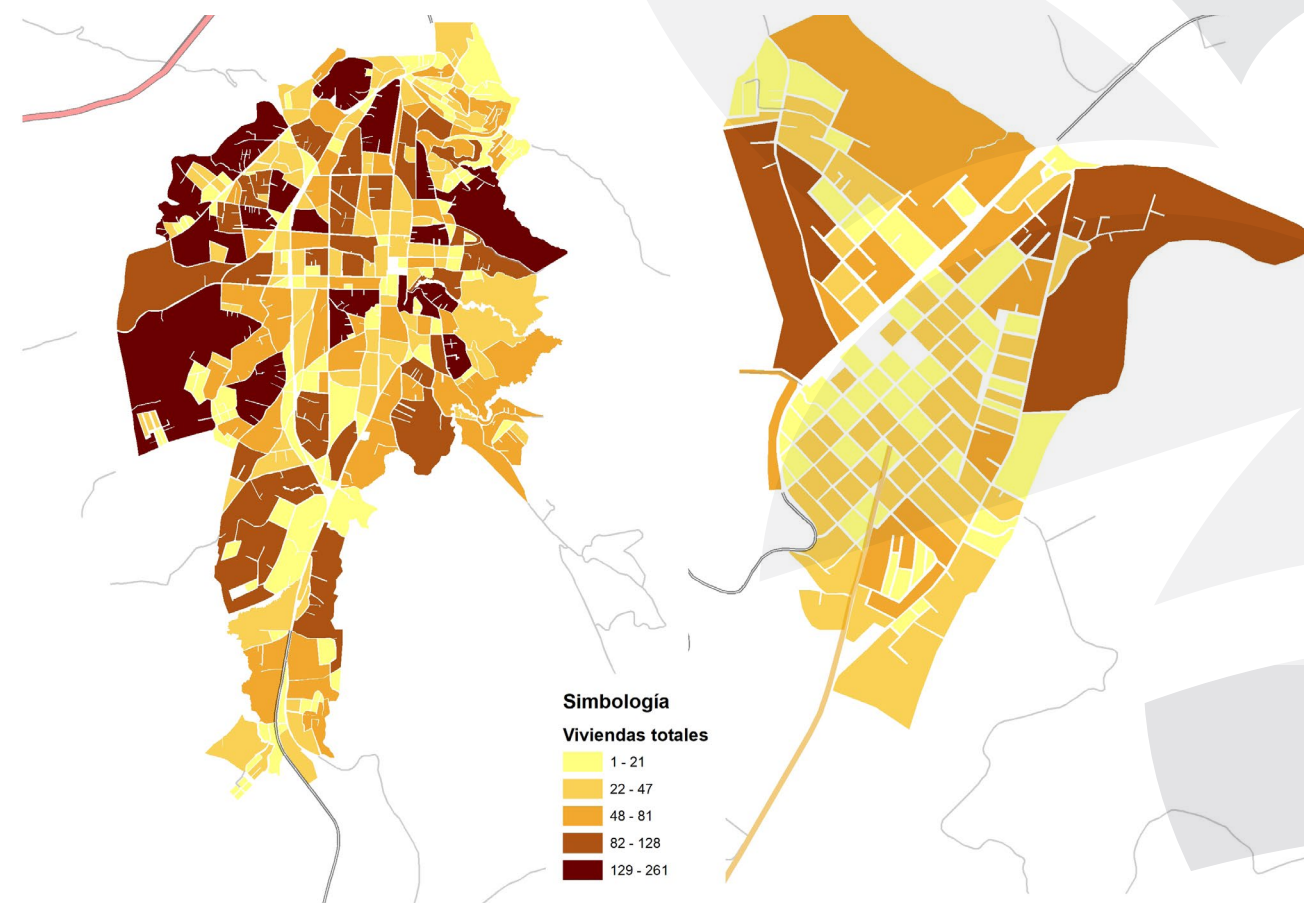 Simbología
Viviendas totales
1 - 21
22 - 47
48 - 81
82 - 128
129 - 261